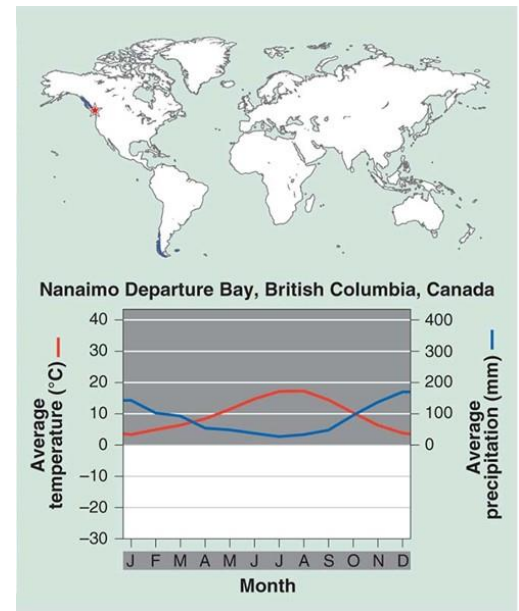 Nanaimo Departure Bay, British Columbia, Canada
40
30
20
10
0
−10
−20
−30
Average
temperature (°C)
400
300
200
100
0
Average
precipitation (mm)
J F M A M J J A S O N D
Month